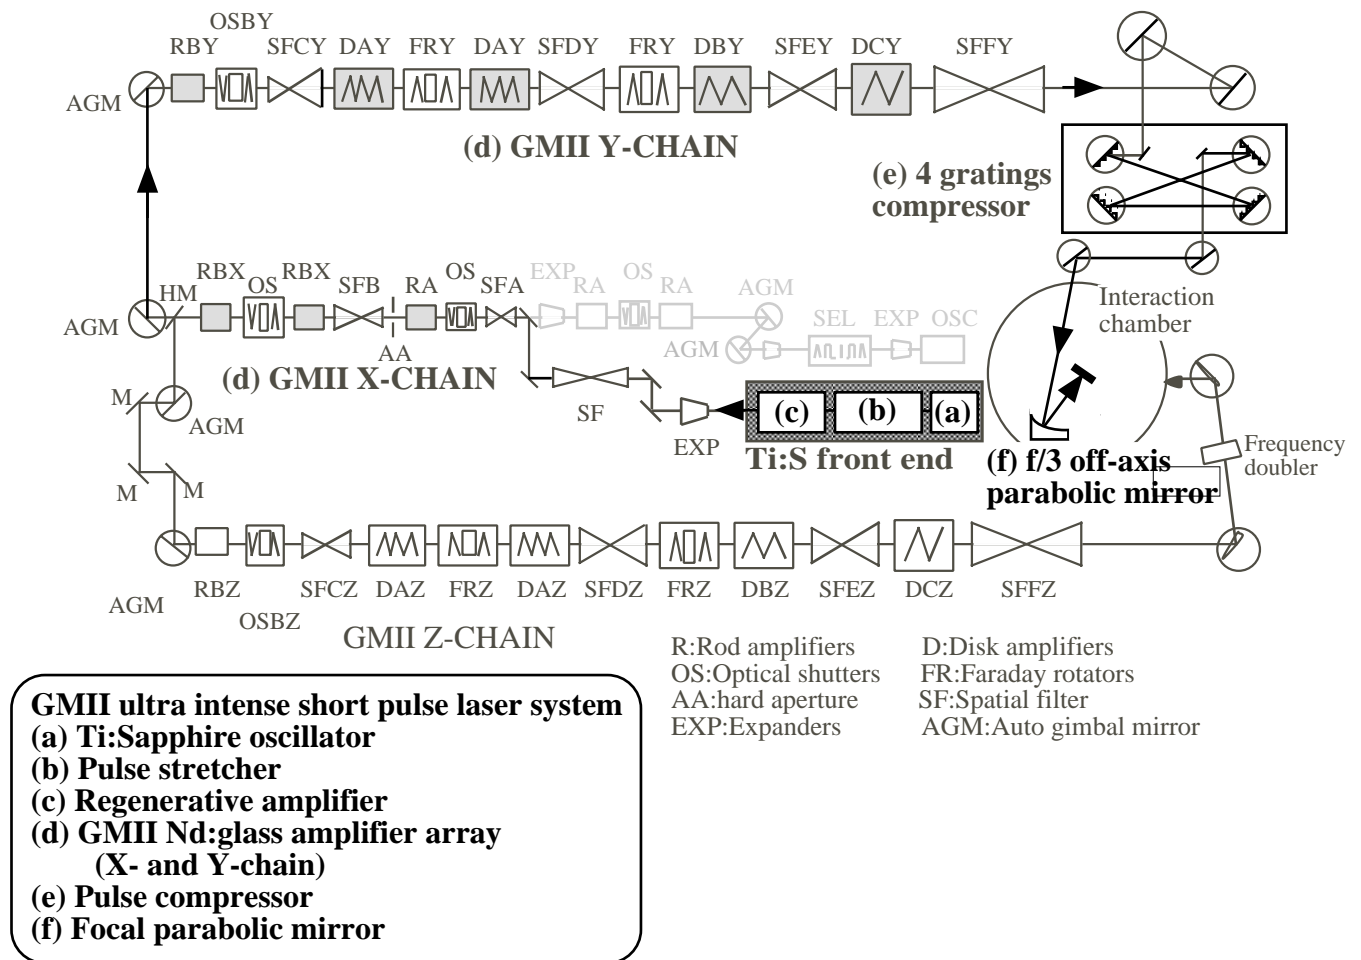 OSBY
RBY SFCY DAY FRY DAY SFDY FRY DBY SFEY DCY SFFY
AGM
(d) GMII Y-CHAIN
(e) 4 gratings
compressor
RBX OS RBX SFB RA OS SFA EXP RA OS RA AGM
HM
AGM
AA
(d) GMII X-CHAIN
AGM SEL EXP OSC
Interaction
chamber
M
AGM
SF
EXP
(c) (b) (a)
Ti:S front end
(f) f/3 off-axis
parabolic mirror
Frequency
doubler
M M
AGM
RBZ OSBZ SFCZ DAZ FRZ DAZ SFDZ FRZ DBZ SFEZ DCZ SFFZ
GMII Z-CHAIN
R:Rod amplifiers D:Disk amplifiers
OS:Optical shutters FR:Faraday rotators
AA:hard aperture SF:Spatial filter
EXP:Expanders AGM:Auto gimbal mirror
GMII ultra intense short pulse laser system
(a) Ti:Sapphire oscillator
(b) Pulse stretcher
(c) Regenerative amplifier
(d) GMII Nd:glass amplifier array
(X- and Y-chain)
(e) Pulse compressor
(f) Focal parabolic mirror